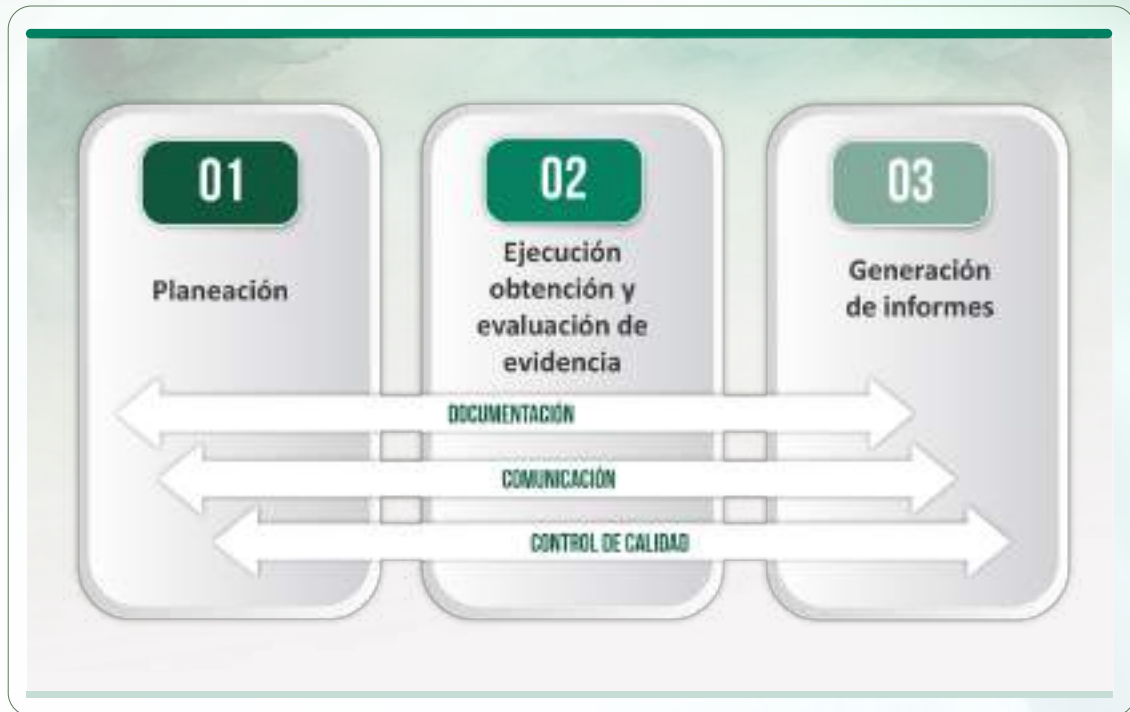 01
Planeación
02
Ejecución
obtención y
evaluación de
evidencia
03
Generación
de informes
DOCUMENTACIÓN
COMUNICACIÓN
CONTROL DE CALIDAD